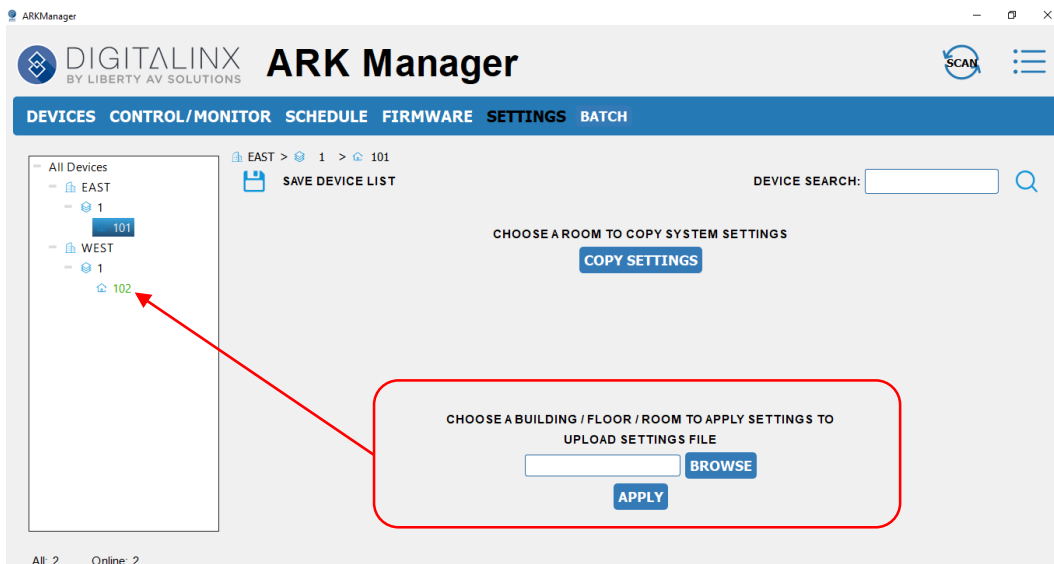 ARKManager
DIGITALINX
BY LIBERTY AV SOLUTIONS
ARK Manager
SCAN
DEVICES CONTROL/MONITOR SCHEDULE FIRMWARE SETTINGS BATCH
All Devices
EAST
1
101
WEST
1
102
EAST > 1 > 101
SAVE DEVICE LIST
DEVICE SEARCH:
CHOOSE A ROOM TO COPY SYSTEM SETTINGS
COPY SETTINGS
CHOOSE A BUILDING / FLOOR / ROOM TO APPLY SETTINGS TO
UPLOAD SETTINGS FILE
BROWSE
APPLY
All: 2 Online: 2